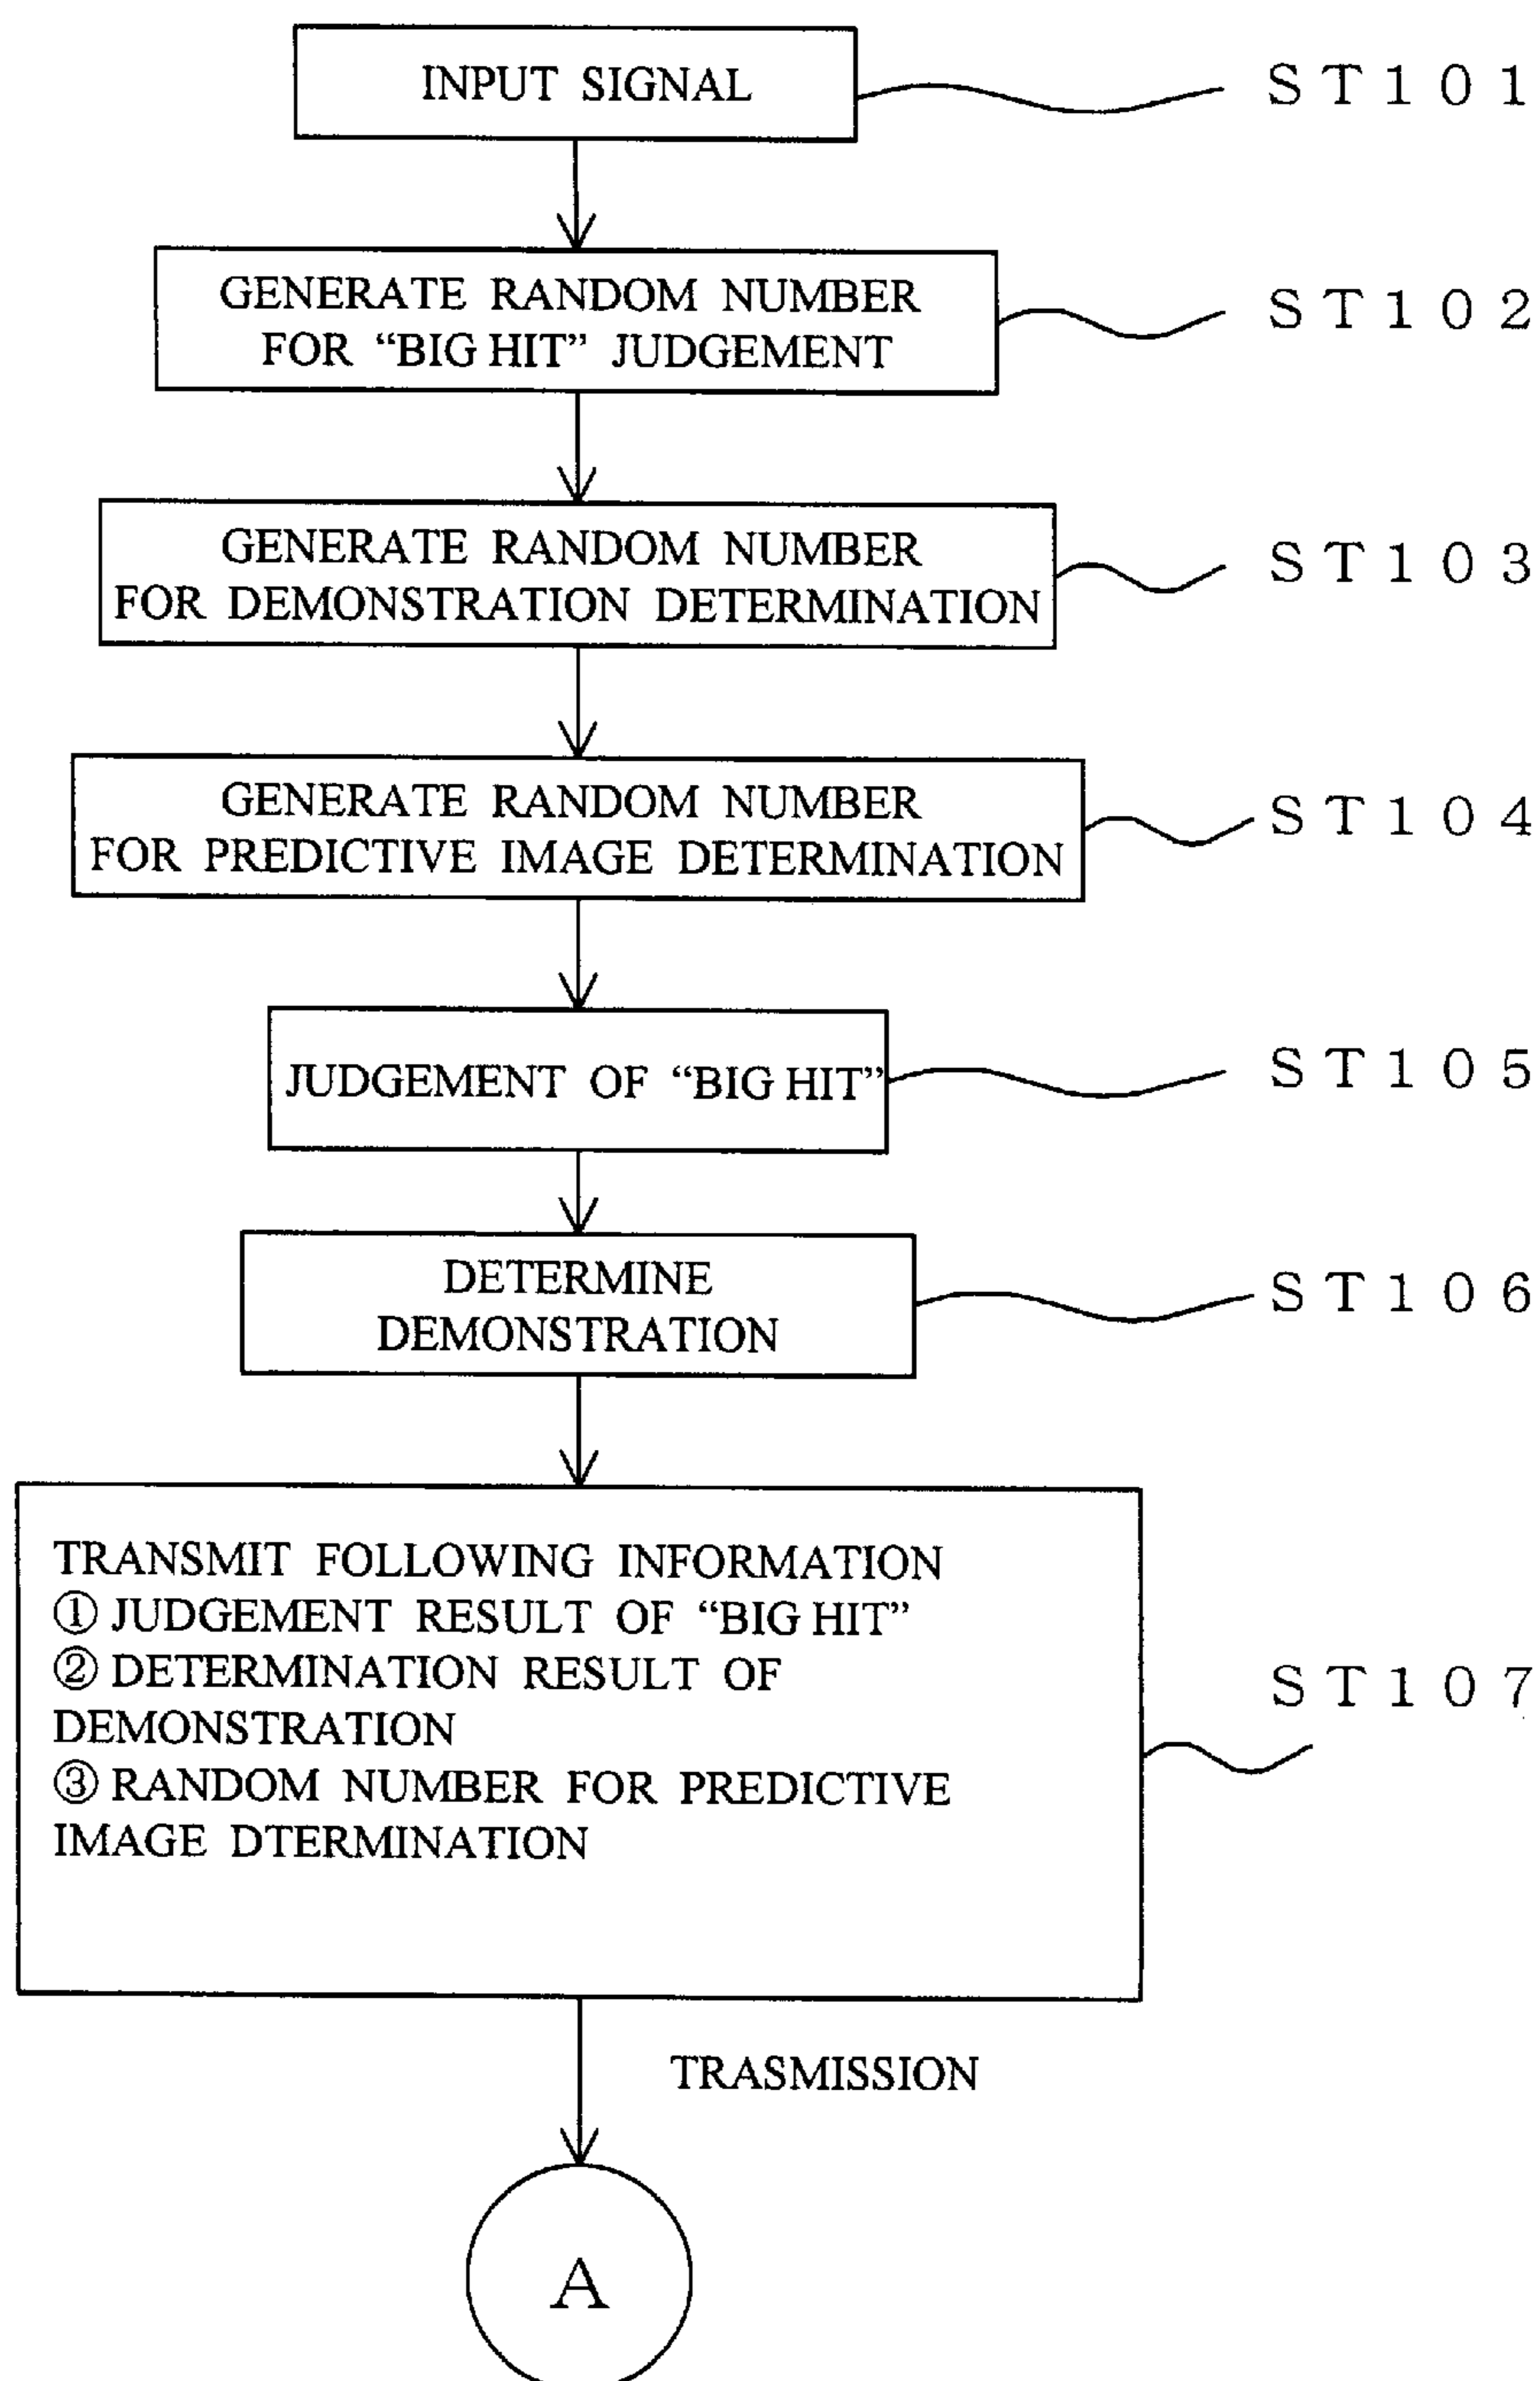 INPUT SIGNAL
ST101
GENERATE RANDOM NUMBER
FOR “BIG HIT” JUDGEMENT
ST102
GENERATE RANDOM NUMBER
FOR DEMONSTRATION DETERMINATION
ST103
GENERATE RANDOM NUMBER
FOR PREDICTIVE IMAGE DETERMINATION
ST104
JUDGEMENT OF “BIG HIT”
ST105
DETERMINE
DEMONSTRATION
ST106
TRANSMIT FOLLOWING INFORMATION
① JUDGEMENT RESULT OF “BIG HIT”
② DETERMINATION RESULT OF
DEMONSTRATION
③ RANDOM NUMBER FOR PREDICTIVE
IMAGE DTERMINATION
ST107
TRASMISSION
A